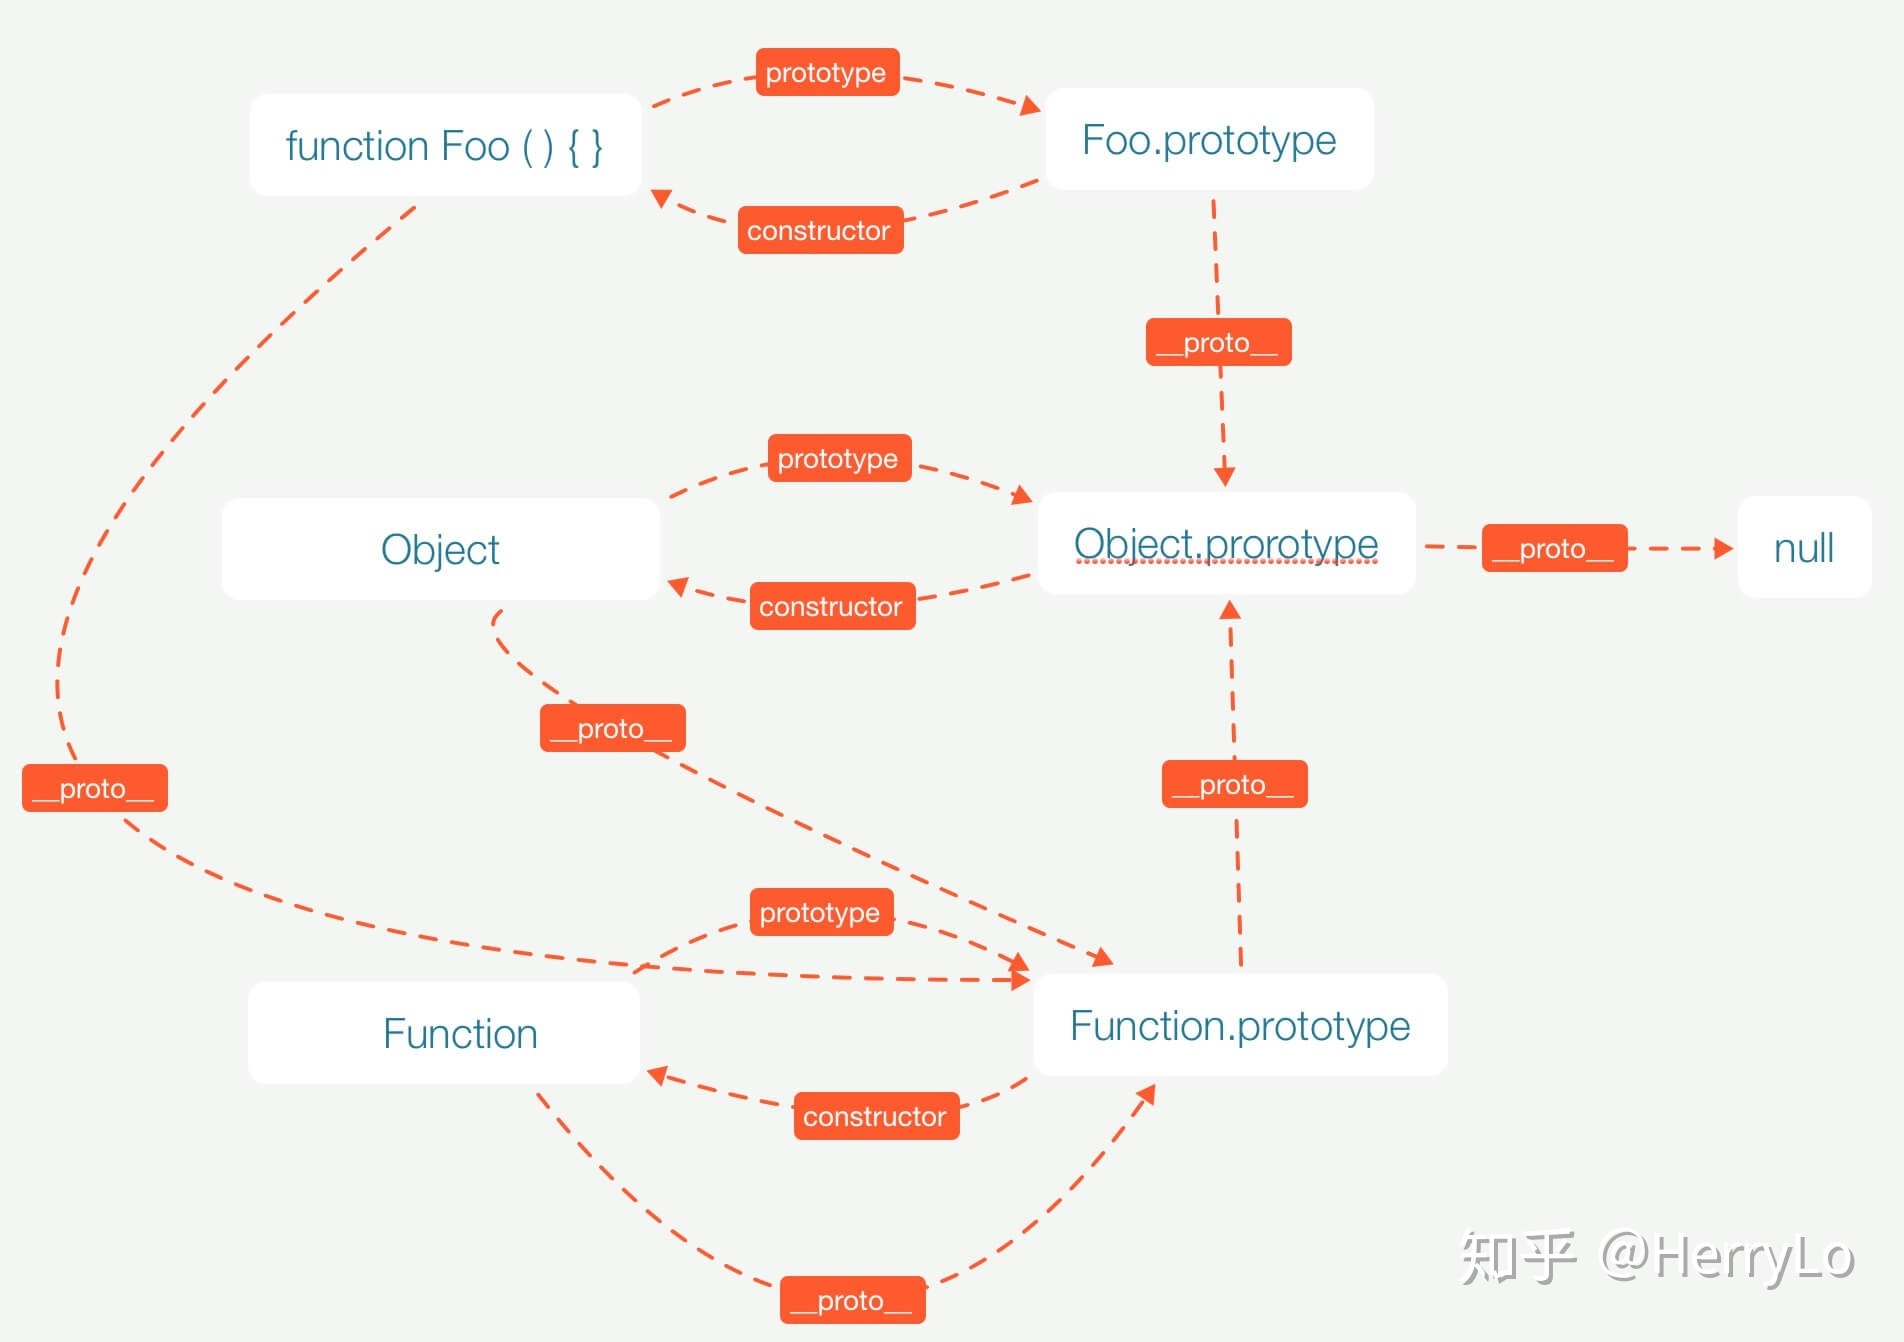 prototype
function Foo ( ) { }
Foo.prototype
constructor
__proto__
prototype
Object
Object.prorotype
__proto__
null
constructor
__proto__
__proto__
__proto__
prototype
Function
Function.prototype
constructor
__proto__
知乎 @HerryLo